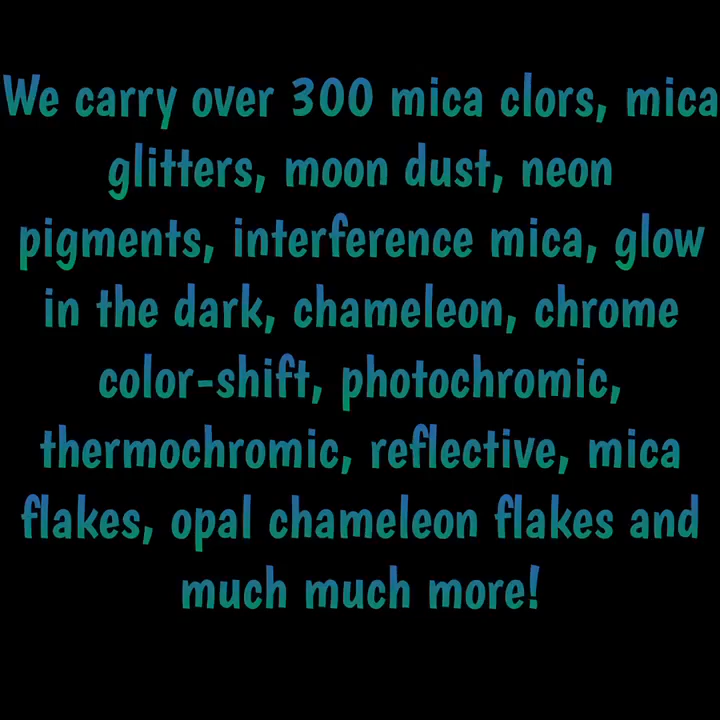 We carry over 300 mica clors, mica
glitters, moon dust, neon
pigments, interference mica, glow
in the dark, chameleon, chrome
color-shift, photochromic,
thermochromic, reflective, mica
flakes, opal chameleon flakes and
much much more!